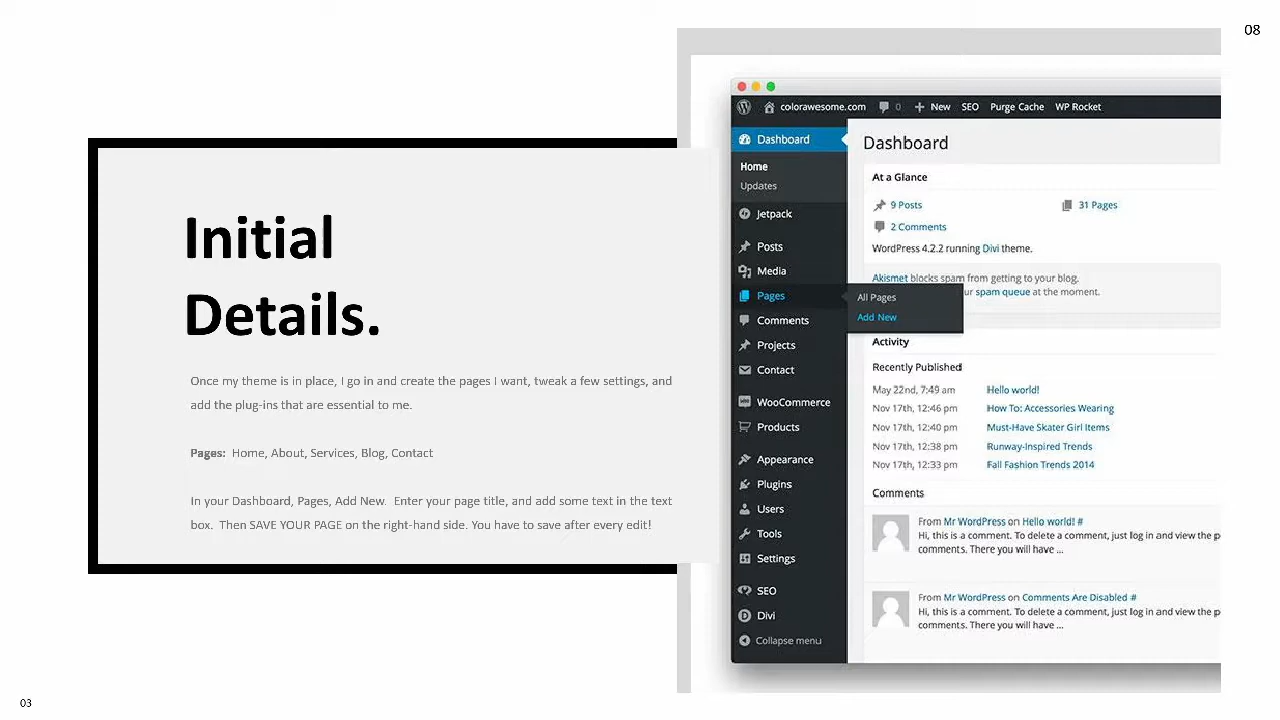 08
Initial
Details.
Once my theme is in place, I go in and create the pages I want, tweak a few settings, and
add the plug-ins that are essential to me.
Pages:  Home, About, Services, Blog, Contact
In your Dashboard, Pages, Add New.  Enter your page title, and add some text in the text
box.  Then SAVE YOUR PAGE on the right-hand side. You have to save after every edit!
03
colorawesome.com 0 New SEO Purge Cache WP Rocket
Dashboard
Home
Updates
Jetpack
Posts
Media
Pages
Comments
Projects
Contact
WooCommerce
Products
Appearance
Plugins
Users
Tools
Settings
SEO
Divi
Collapse menu
All Pages
Add New
Dashboard
At a Glance
9 Posts 31 Pages
2 Comments
WordPress 4.2.2 running Divi theme.
Akismet blocks spam from getting to your blog.
spam queue at the moment.
Activity
Recently Published
May 22nd, 7:49 am Hello world!
Nov 17th, 12:46 pm How To: Accessories Wearing
Nov 17th, 12:40 pm Must-Have Skater Girl Items
Nov 17th, 12:38 pm Runway-Inspired Trends
Nov 17th, 12:33 pm Fall Fashion Trends 2014
Comments
From Mr WordPress on Hello world! #
Hi, this is a comment. To delete a comment, just log in and view the p
comments. There you will have ...
From Mr WordPress on Comments Are Disabled #
Hi, this is a comment. To delete a comment, just log in and view the p
comments. There you will have ...